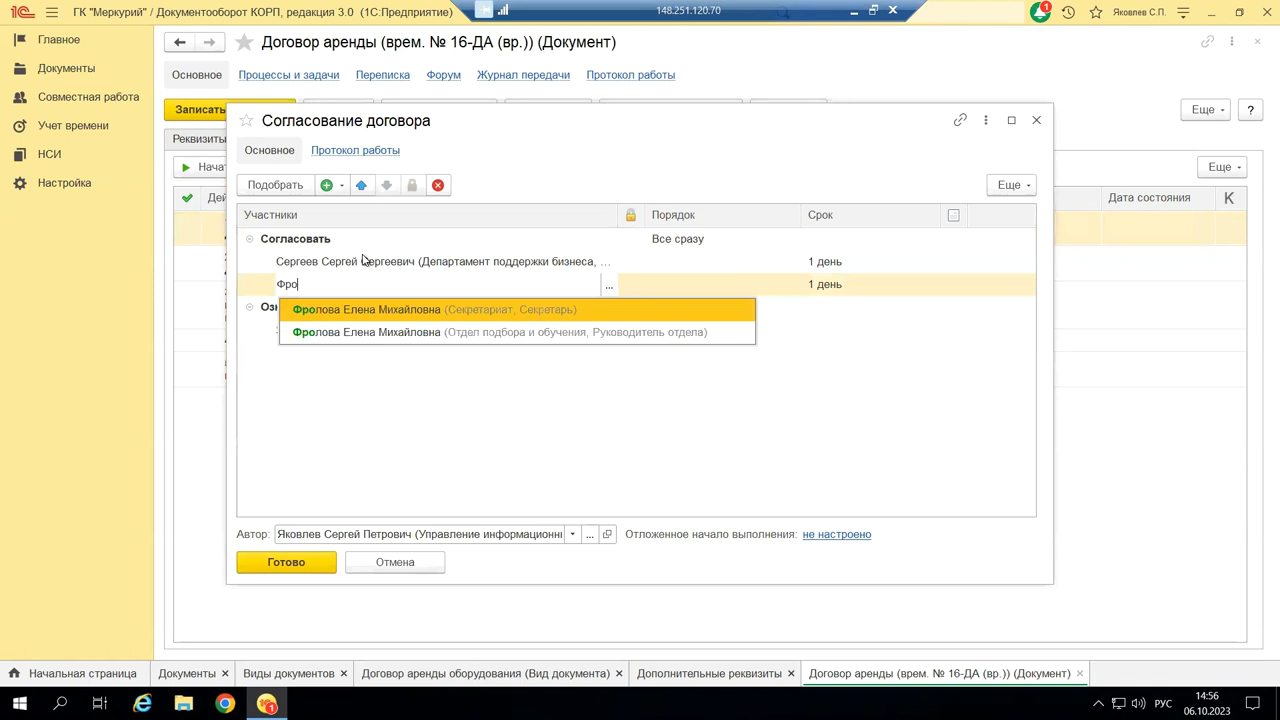 ГК "Меркурий" / Документооборот КОРП, редакция 3.0 (1С:Предприятие)
148.251.120.70
1
Яковлев С.П.
Главное
Документы
Совместная работа
Учет времени
НСИ
Настройка
Договор аренды (врем. № 16-ДА (вр.)) (Документ)
Основное Процессы и задачи Переписка Форум Журнал передачи Протокол работы
Записать
Еще ?
Реквизиты
Нача
Еще
Дей
Дата состояния К
Согласование договора
Основное Протокол работы
Подобрать
Еще
Участники Порядок Срок
Согласовать Все сразу
Сергеев Сергей Сергеевич (Департамент поддержки бизнеса, ... 1 день
Фро ... 1 день
Фролова Елена Михайловна (Секретариат, Секретарь)
Озн
Фролова Елена Михайловна (Отдел подбора и обучения, Руководитель отдела)
Автор: Яковлев Сергей Петрович (Управление информационн ... Отложенное начало выполнения: не настроено
Готово Отмена
Начальная страница Документы Виды документов Договор аренды оборудования (Вид документа) Дополнительные реквизиты Договор аренды (врем. № 16-ДА (вр.)) (Документ)
1
РУС
14:56
06.10.2023